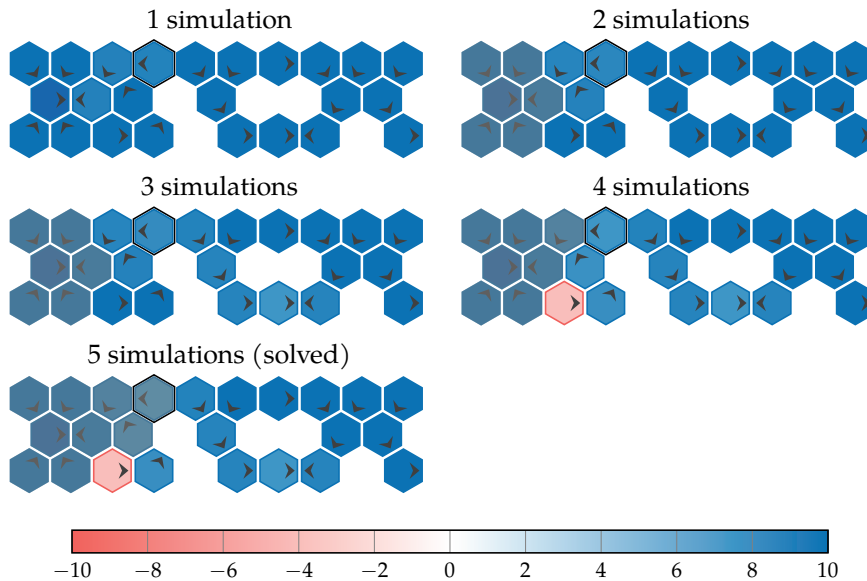 1 simulation
2 simulations
3 simulations
4 simulations
5 simulations (solved)
−10 −8 −6 −4 −2 0 2 4 6 8 10